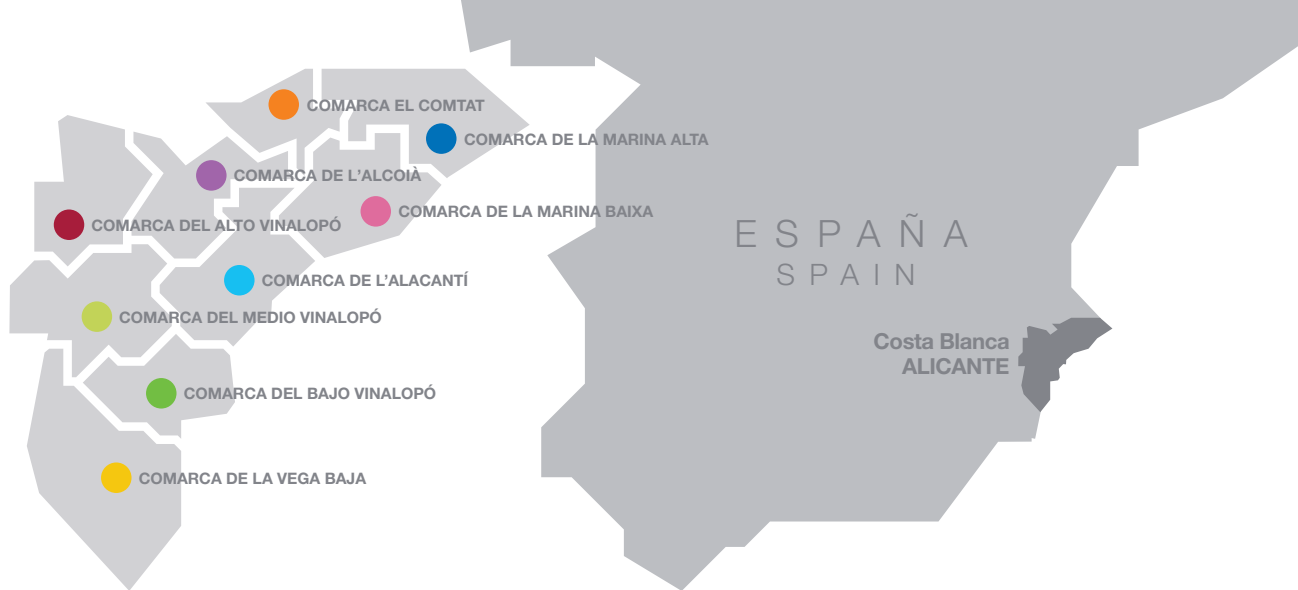 COMARCA EL COMTAT
COMARCA DE LA MARINA ALTA
COMARCA DE L'ALCOIÀ
COMARCA DE LA MARINA BAIXA
COMARCA DEL ALTO VINALOPÓ
COMARCA DE L'ALACANTÍ
COMARCA DEL MEDIO VINALOPÓ
COMARCA DEL BAJO VINALOPÓ
COMARCA DE LA VEGA BAJA
ESPAÑA
SPAIN
Costa Blanca
ALICANTE